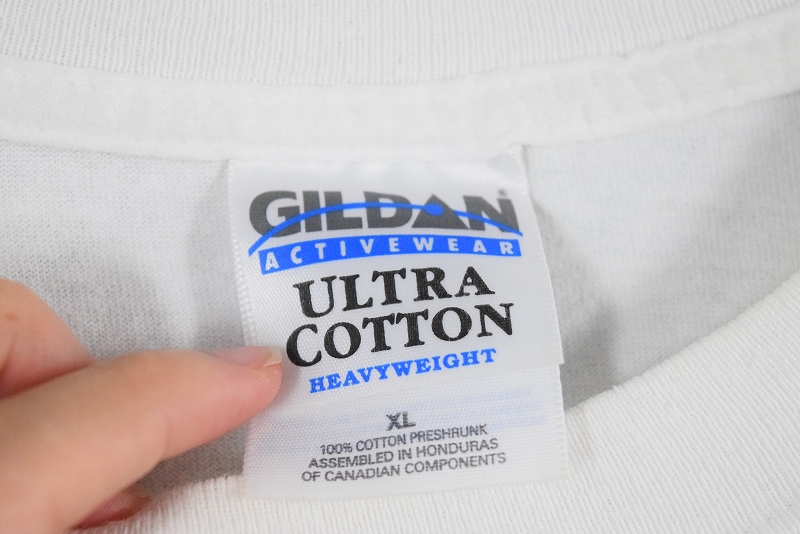 GILDAN®
ACTIVEWEAR
ULTRA
COTTON
HEAVYWEIGHT
XL
100% COTTON PRESHRUNK
ASSEMBLED IN HONDURAS
OF CANADIAN COMPONENTS